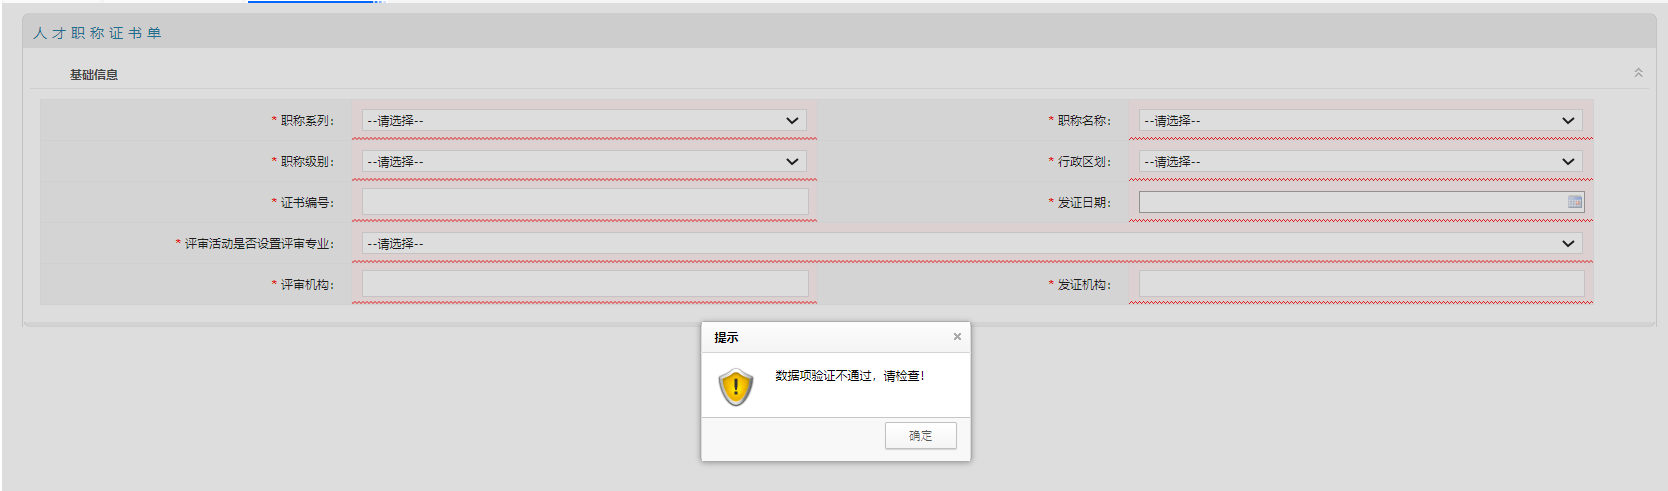 人才职称证书单
基础信息
* 职称系列: --请选择-- * 职称名称: --请选择--
* 职称级别: --请选择-- * 行政区划: --请选择--
* 证书编号: * 发证日期:
* 评审活动是否设置评审专业: --请选择--
* 评审机构: * 发证机构:
提示 ×
数据项验证不通过，请检查!
确定